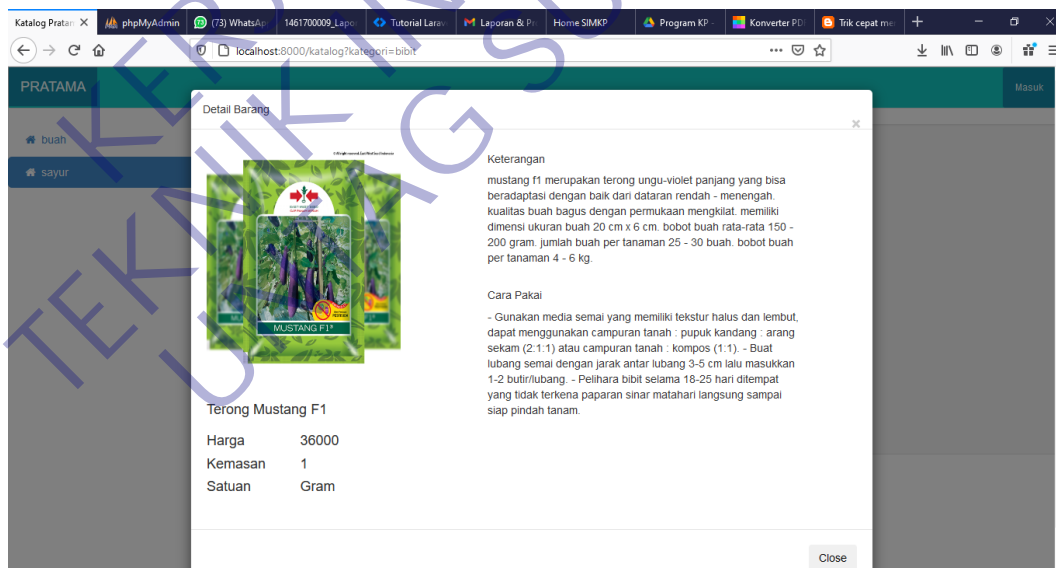 Katalog Pratam
phpMyAdmin
(73) WhatsAp
1461700009_Lapor
Tutorial Larav
Laporan & Pr
Home SIMKP
Program KP -
Konverter PD
Trik cepat me
localhost:8000/katalog?kategori=bibit
PRATAMA
Masuk
buah
sayur
Detail Barang
×
MUSTANG F1
Terong Mustang F1
Harga 36000
Kemasan 1
Satuan Gram
Keterangan
mustang f1 merupakan terong ungu-violet panjang yang bisa
beradaptasi dengan baik dari dataran rendah - menengah.
kualitas buah bagus dengan permukaan mengkilat. memiliki
dimensi ukuran buah 20 cm x 6 cm. bobot buah rata-rata 150 -
200 gram. jumlah buah per tanaman 25 - 30 buah. bobot buah
per tanaman 4 - 6 kg.
Cara Pakai
- Gunakan media semai yang memiliki tekstur halus dan lembut,
dapat menggunakan campuran tanah : pupuk kandang : arang
sekam (2:1:1) atau campuran tanah : kompos (1:1). - Buat
lubang semai dengan jarak antar lubang 3-5 cm lalu masukkan
1-2 butir/lubang. - Pelihara bibit selama 18-25 hari ditempat
yang tidak terkena paparan sinar matahari langsung sampai
siap pindah tanam.
Close